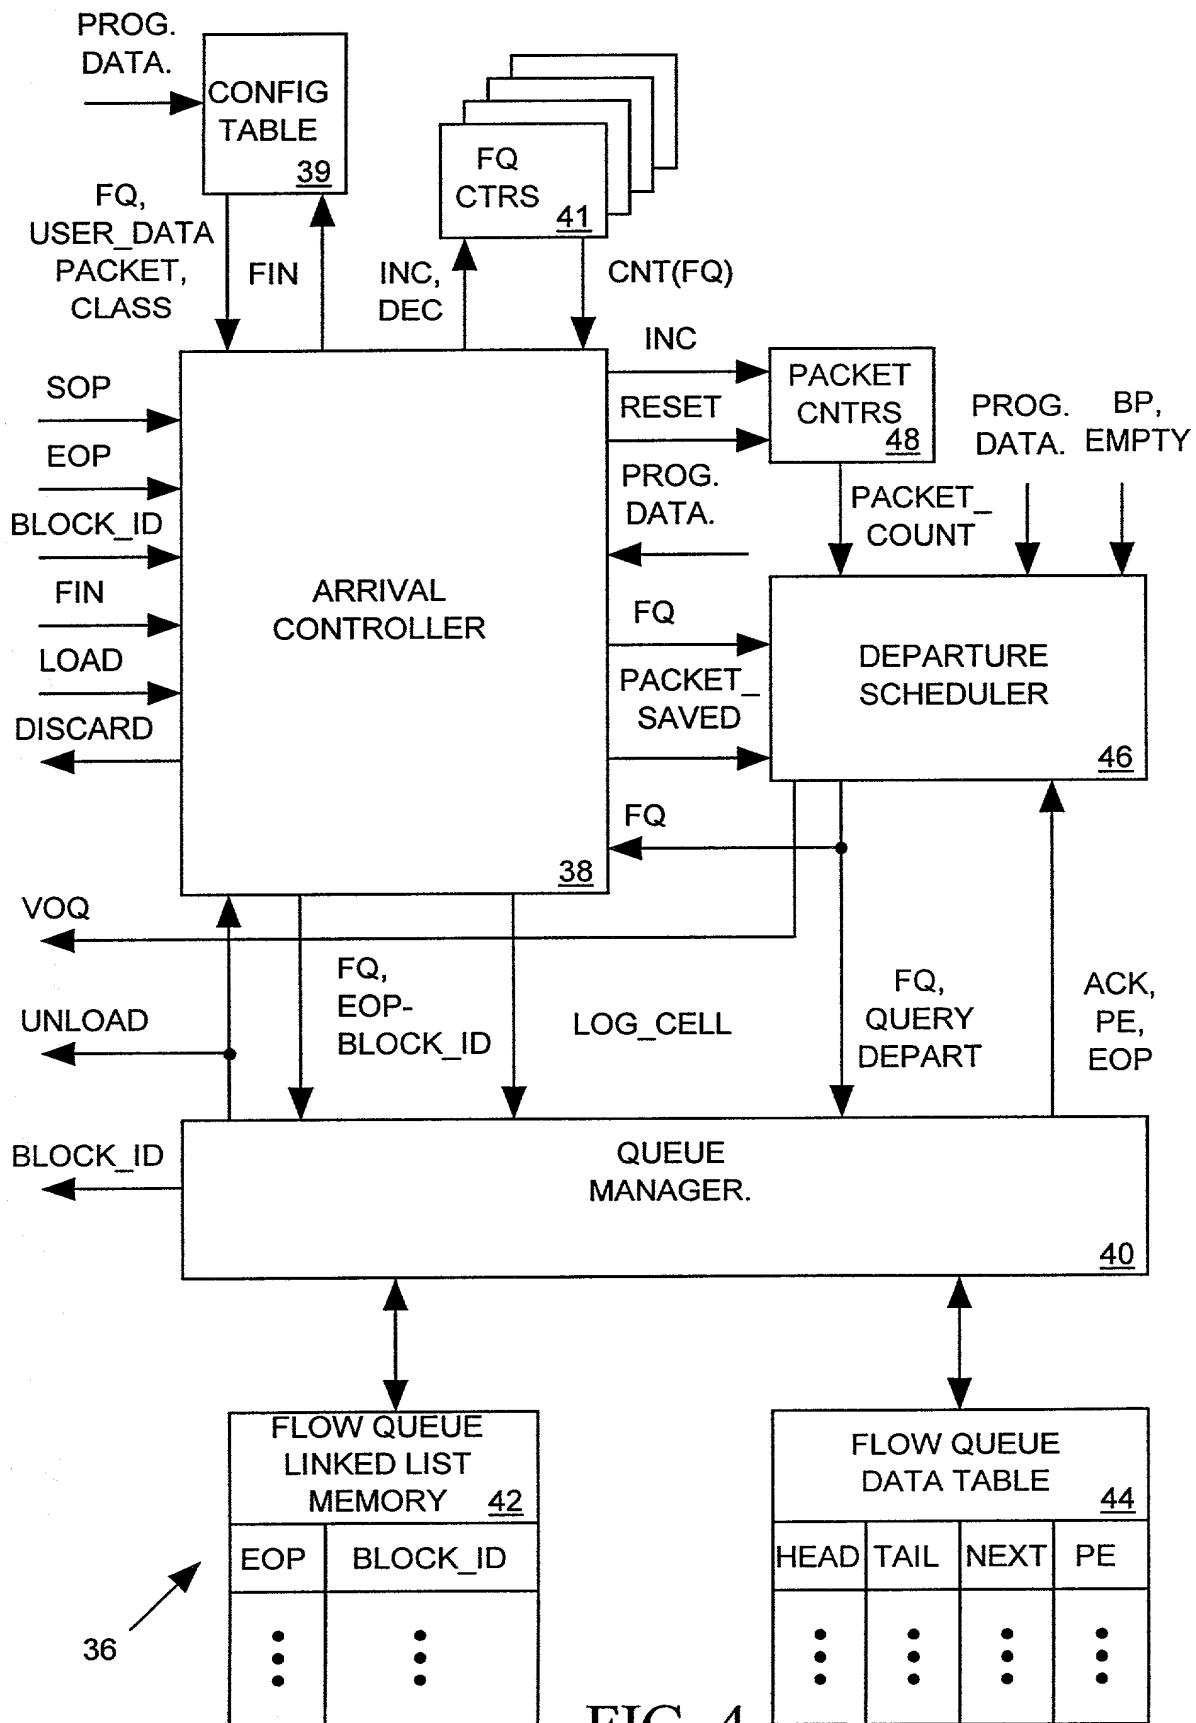 PROG.
DATA.
CONFIG
TABLE
39
FQ
CTRS
41
FQ,
USER_DATA
PACKET,
CLASS
FIN
INC,
DEC
CNT(FQ)
INC
RESET
PACKET
CNTRS
48
PROG.
DATA.
BP,
EMPTY
SOP
EOP
BLOCK_ID
FIN
LOAD
DISCARD
ARRIVAL
CONTROLLER
38
PROG.
DATA.
PACKET_
COUNT
FQ
PACKET_
SAVED
FQ
DEPARTURE
SCHEDULER
46
VOQ
UNLOAD
FQ,
EOP-
BLOCK_ID
LOG_CELL
FQ,
QUERY
DEPART
ACK,
PE,
EOP
BLOCK_ID
QUEUE
MANAGER.
40
FLOW QUEUE
LINKED LIST
MEMORY
42
EOP
BLOCK_ID
FLOW QUEUE
DATA TABLE
44
HEAD
TAIL
NEXT
PE
36
FIG. 4